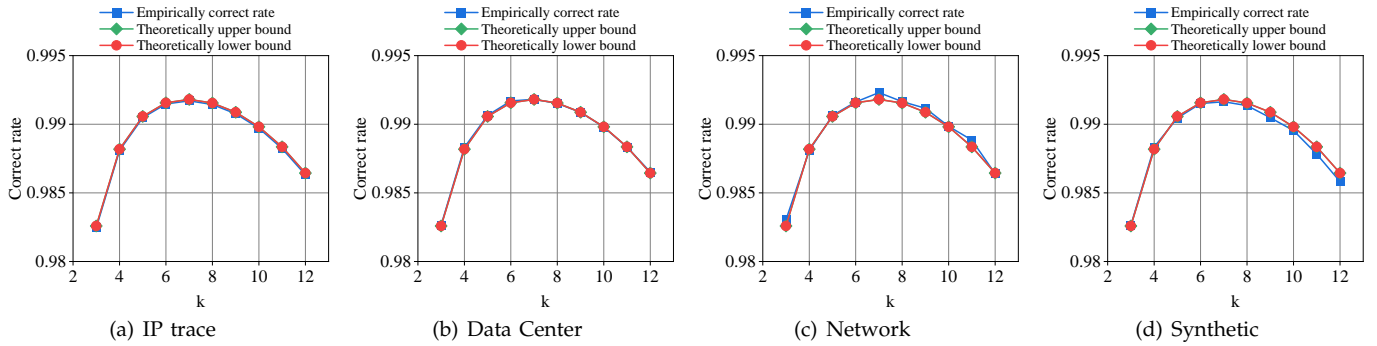 Empirically correct rate
Theoretically upper bound
Theoretically lower bound
0.995
0.99
0.985
0.98
Correct rate
2 4 6 8 10 12
k
(a) IP trace
Empirically correct rate
Theoretically upper bound
Theoretically lower bound
0.995
0.99
0.985
0.98
Correct rate
2 4 6 8 10 12
k
(b) Data Center
Empirically correct rate
Theoretically upper bound
Theoretically lower bound
0.995
0.99
0.985
0.98
Correct rate
2 4 6 8 10 12
k
(c) Network
Empirically correct rate
Theoretically upper bound
Theoretically lower bound
0.995
0.99
0.985
0.98
Correct rate
2 4 6 8 10 12
k
(d) Synthetic